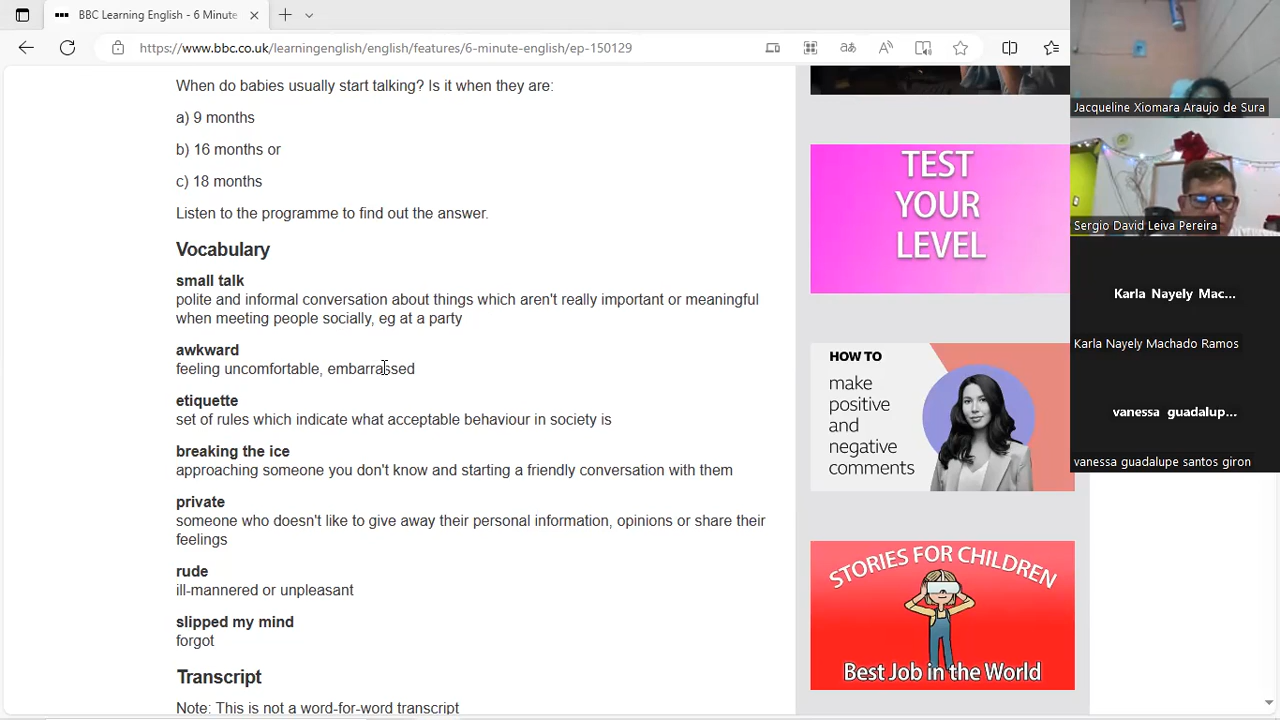 BBC Learning English - 6 Minute
https://www.bbc.co.uk/learningenglish/english/features/6-minute-english/ep-150129
When do babies usually start talking? Is it when they are:
a) 9 months
b) 16 months or
c) 18 months
Listen to the programme to find out the answer.
Vocabulary
small talk
polite and informal conversation about things which aren't really important or meaningful
when meeting people socially, eg at a party
awkward
feeling uncomfortable, embarrassed
etiquette
set of rules which indicate what acceptable behaviour in society is
breaking the ice
approaching someone you don't know and starting a friendly conversation with them
private
someone who doesn't like to give away their personal information, opinions or share their
feelings
rude
ill-mannered or unpleasant
slipped my mind
forgot
Transcript
Note: This is not a word-for-word transcript
TEST
YOUR
LEVEL
HOW TO
make
positive
and
negative
comments
STORIES FOR CHILDREN
Best Job in the World
Jacqueline Xiomara Araujo de Sura
Sergio David Leiva Pereira
Karla Nayely Mac...
Karla Nayely Machado Ramos
vanessa guadalup...
vanessa guadalupe santos giron